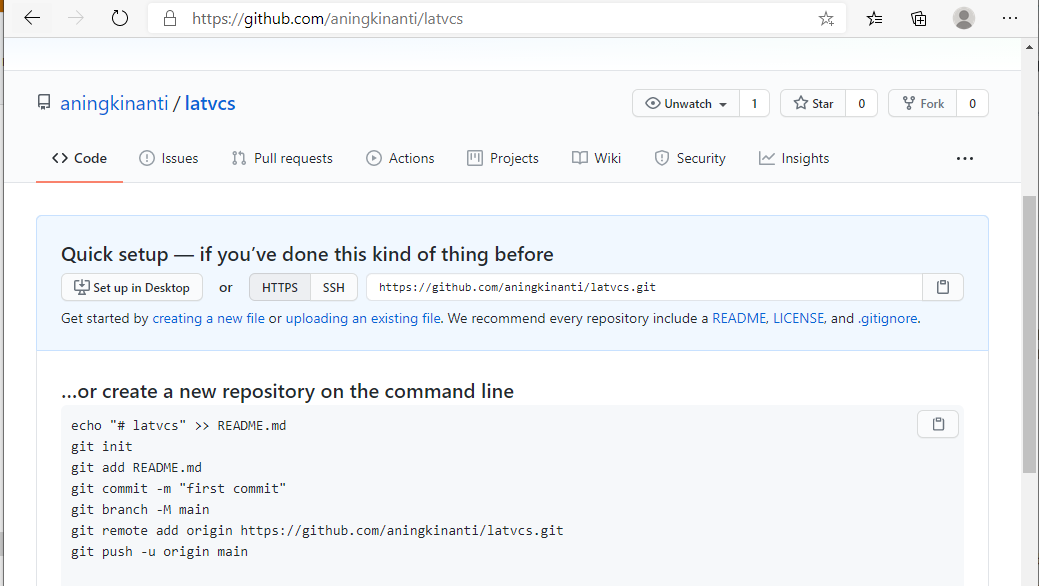 https://github.com/aningkinanti/latvcs
aningkinanti / latvcs
Unwatch 1 Star 0 Fork 0
Code Issues Pull requests Actions Projects Wiki Security Insights
Quick setup — if you’ve done this kind of thing before
Set up in Desktop or HTTPS SSH https://github.com/aningkinanti/latvcs.git
Get started by creating a new file or uploading an existing file. We recommend every repository include a README, LICENSE, and .gitignore.
…or create a new repository on the command line
echo "# latvcs" >> README.md
git init
git add README.md
git commit -m "first commit"
git branch -M main
git remote add origin https://github.com/aningkinanti/latvcs.git
git push -u origin main